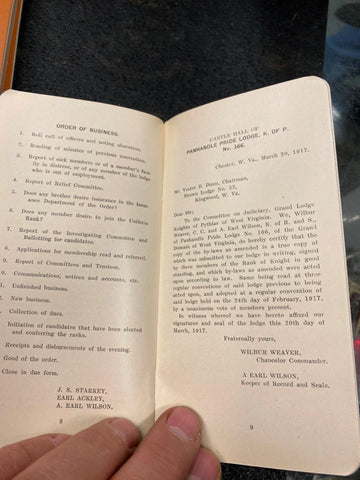 ORDER OF BUSINESS.
1. Roll call of officers and noting absentees.
2. Reading of minutes of previous convention.
3. Report of sick members or of a member's family in distress, or of any member of the lodge
who is out of employment.
4. Report of Relief Committee.
5. Does any brother desire insurance in the Insurance Department of the Order?
6. Does any member desire to join the Uniform
Rank?
7. Report of the Investigating Committee and
Ballotting for candidates.
8. Applications for membership read and referred.
9. Report of Committees and Trustees.
Communications, notices and accounts, etc.
Unfinished business.
New business.
Collection of dues.
Initiation of candidates that have been elected
and conferring the ranks.
Receipts and disbursements of the evening.
Good of the order.
Close in due form.
J. S. STARKEY,
EARL ACKLEY,
A. EARL WILSON,
8
CASTLE HALL OF
PANHANDLE PRIDE LODGE, K. OF P.
No. 166.
Chester, W. Va., March 20, 1917.
Mr. Foster B. Dunn, Chairman,
Brown Lodge No. 32,
Kingwood, W. Va.
Dear Sir:
To the Committee on Judiciary, Grand Lodge
Knights of Pythias of West Virginia. We, Wilbur
Weaver, C. C. and A. Earl Wilson, K. of R. and S.,
of Panhandle Pride Lodge No. 166, of the Grand
Domain of West Virginia, do hereby certify that the
copy of the by-laws as amended is a true copy of
which was submitted to our lodge in writing, signed
by three members of the Rank of Knight in good
standing, and which by-laws as amended were acted
upon according to law. Same being read at three
regular conventions of said lodge previous to being
acted upon, and adopted at a regular convention of
said lodge held on the 24th day of February, 1917,
by a unanimous vote of members present.
In witness whereof we have hereto affixed our
signatures and seal of the lodge this 20th day of
March, 1917.
Fraternally yours,
WILBUR WEAVER,
Chancelor Commander.
A EARL WILSON,
Keeper of Record and Seals.
9